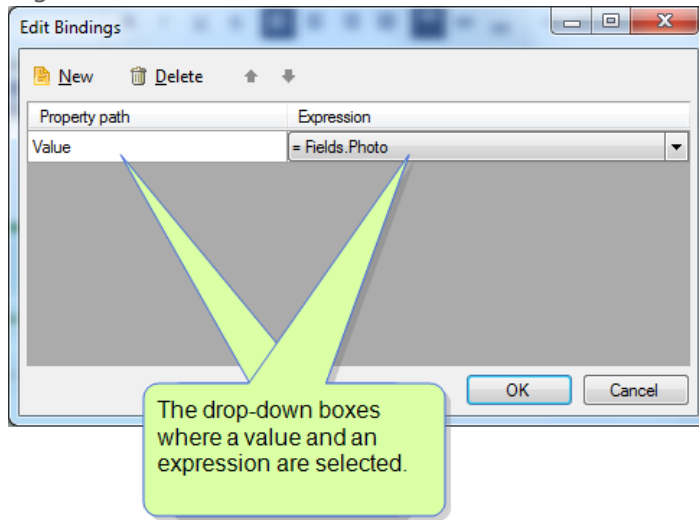 Edit Bindings
New Delete
Property path Expression
Value = Fields.Photo
OK Cancel
The drop-down boxes
where a value and an
expression are selected.